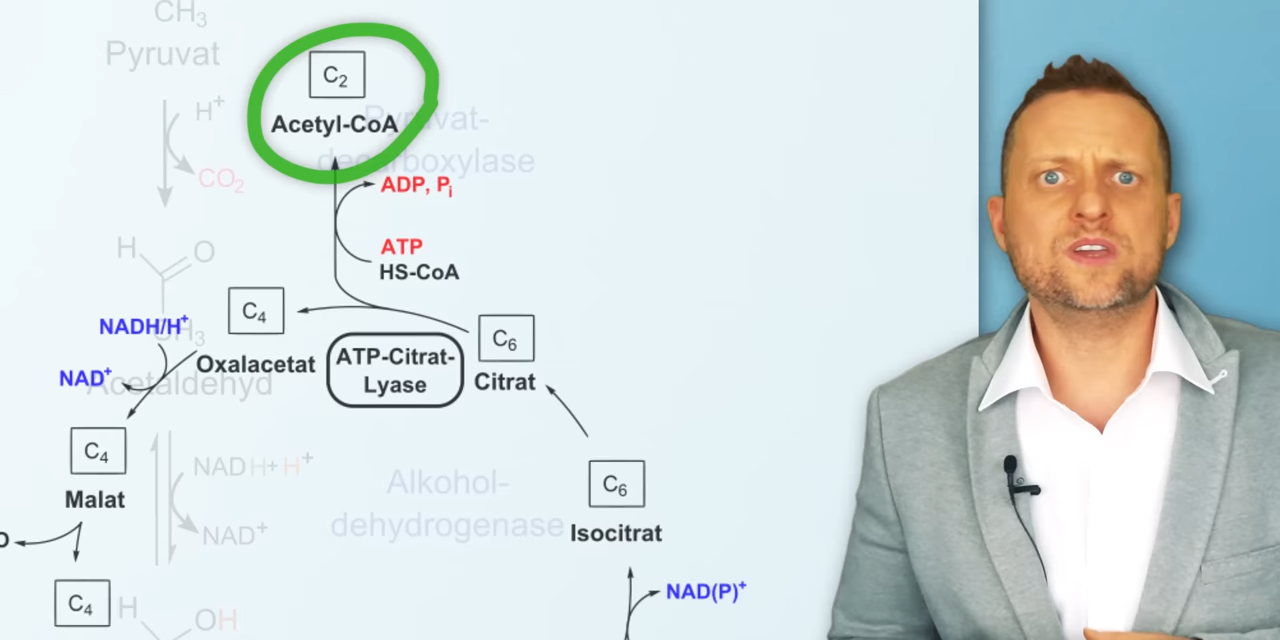 CH₃
Pyruvat
H⁺
CO₂
C₂
Acetyl-CoA
Pyruvat-
decarboxylase
ADP, Pᵢ
ATP
HS-CoA
H
O
C₄
Oxalacetat
NADH/H⁺
NAD⁺
Acetaldehyd
ATP-Citrat-
Lyase
C₆
Citrat
C₄
Malat
NADH+H⁺
NAD⁺
Alkohol-
dehydrogenase
C₆
Isocitrat
NAD(P)⁺
C₄
H
OH